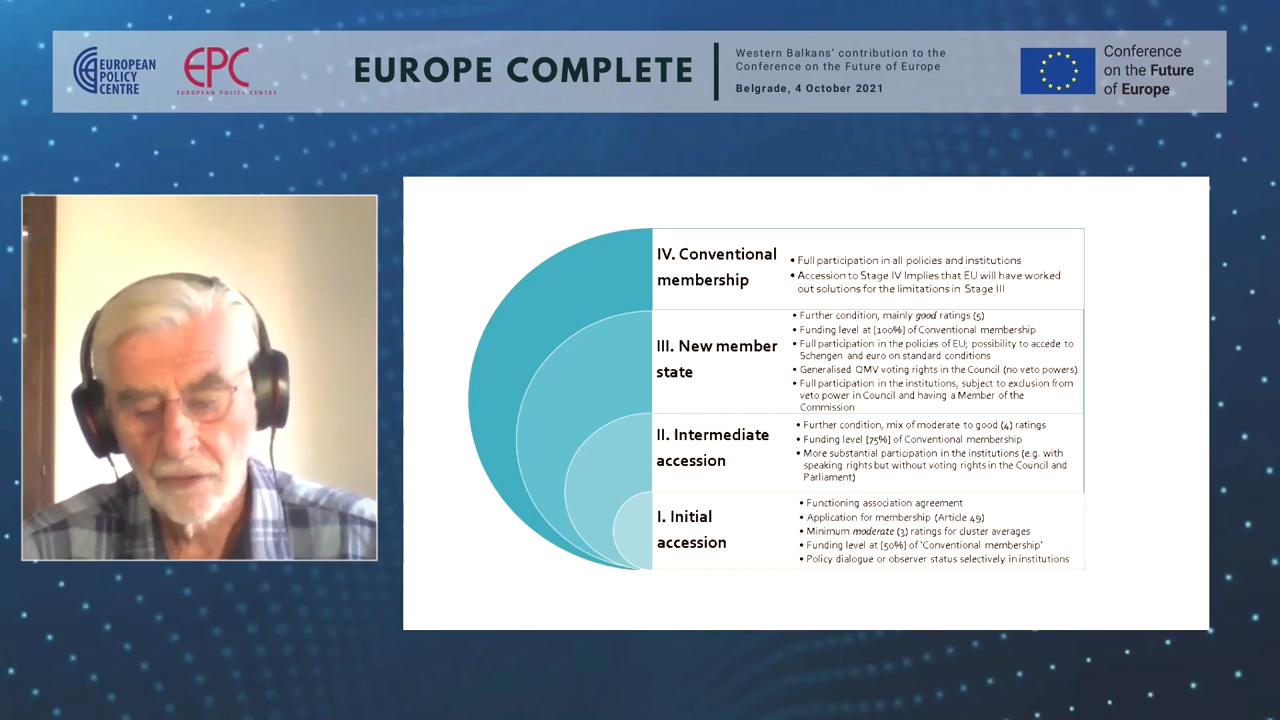 EUROPEAN
POLICY
CENTRE
EPC
EUROPEAN POLICY CENTRE
EUROPE COMPLETE
Western Balkans' contribution to the
Conference on the Future of Europe
Belgrade, 4 October 2021
Conference
on the Future
of Europe
IV. Conventional
membership
• Full participation in all policies and institutions
• Accession to Stage IV Implies that EU will have worked
out solutions for the limitations in Stage III
III. New member
state
• Further condition, mainly good ratings (5)
• Funding level at [100%] of Conventional membership
• Full participation in the policies of EU; possibility to accede to
Schengen and euro on standard conditions
• Generalised QMV voting rights in the Council (no veto powers)
• Full participation in the institutions, subject to exclusion from
veto power in Council and having a Member of the
Commission
II. Intermediate
accession
• Further condition, mix of moderate to good (4) ratings
• Funding level [75%] of Conventional membership
• More substantial participation in the institutions (e.g. with
speaking rights but without voting rights in the Council and
Parliament)
I. Initial
accession
• Functioning association agreement
• Application for membership (Article 49)
• Minimum moderate (3) ratings for cluster averages
• Funding level at [50%] of 'Conventional membership'
• Policy dialogue or observer status selectively in institutions